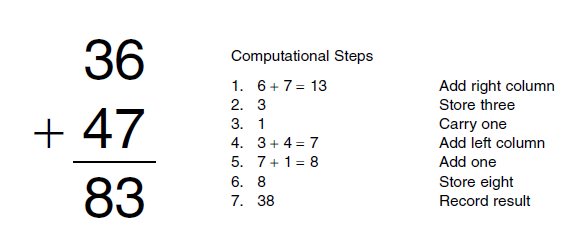 36
+ 47
83
Computational Steps
1. 6 + 7 = 13 Add right column
2. 3 Store three
3. 1 Carry one
4. 3 + 4 = 7 Add left column
5. 7 + 1 = 8 Add one
6. 8 Store eight
7. 38 Record result